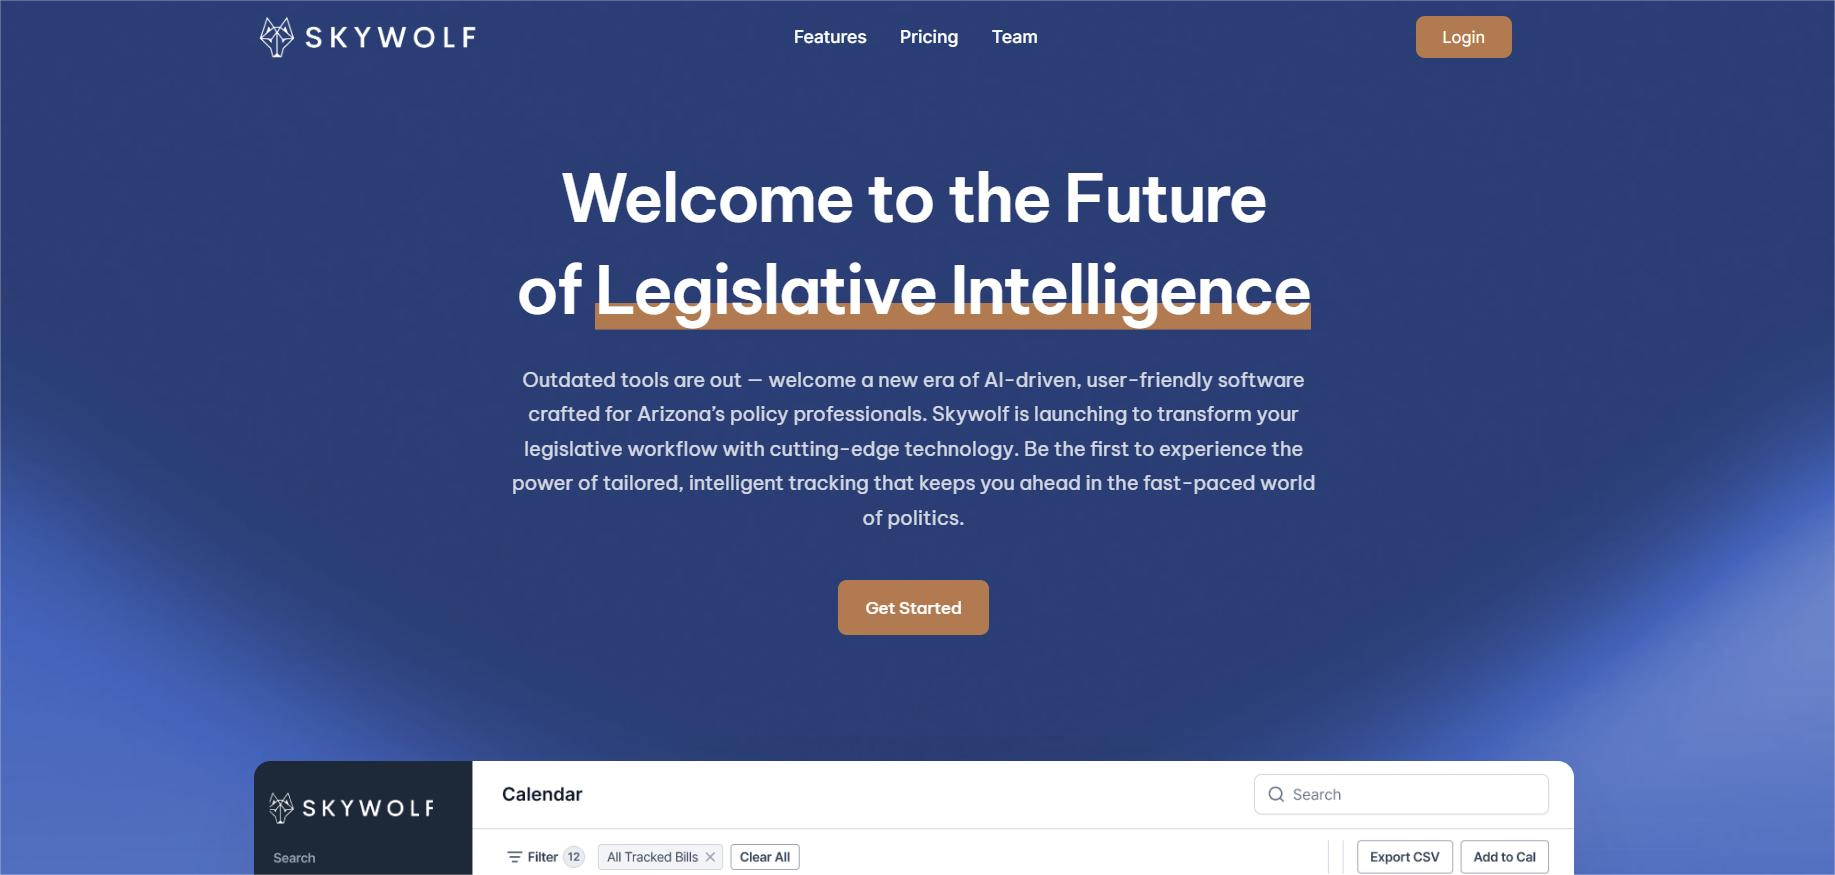 SKYWOLF
Features Pricing Team
Login
Welcome to the Future
of Legislative Intelligence
Outdated tools are out — welcome a new era of AI-driven, user-friendly software
crafted for Arizona’s policy professionals. Skywolf is launching to transform your
legislative workflow with cutting-edge technology. Be the first to experience the
power of tailored, intelligent tracking that keeps you ahead in the fast-paced world
of politics.
Get Started
SKYWOLF
Search
Calendar
Search
Filter 12 All Tracked Bills Clear All
Export CSV Add to Cal